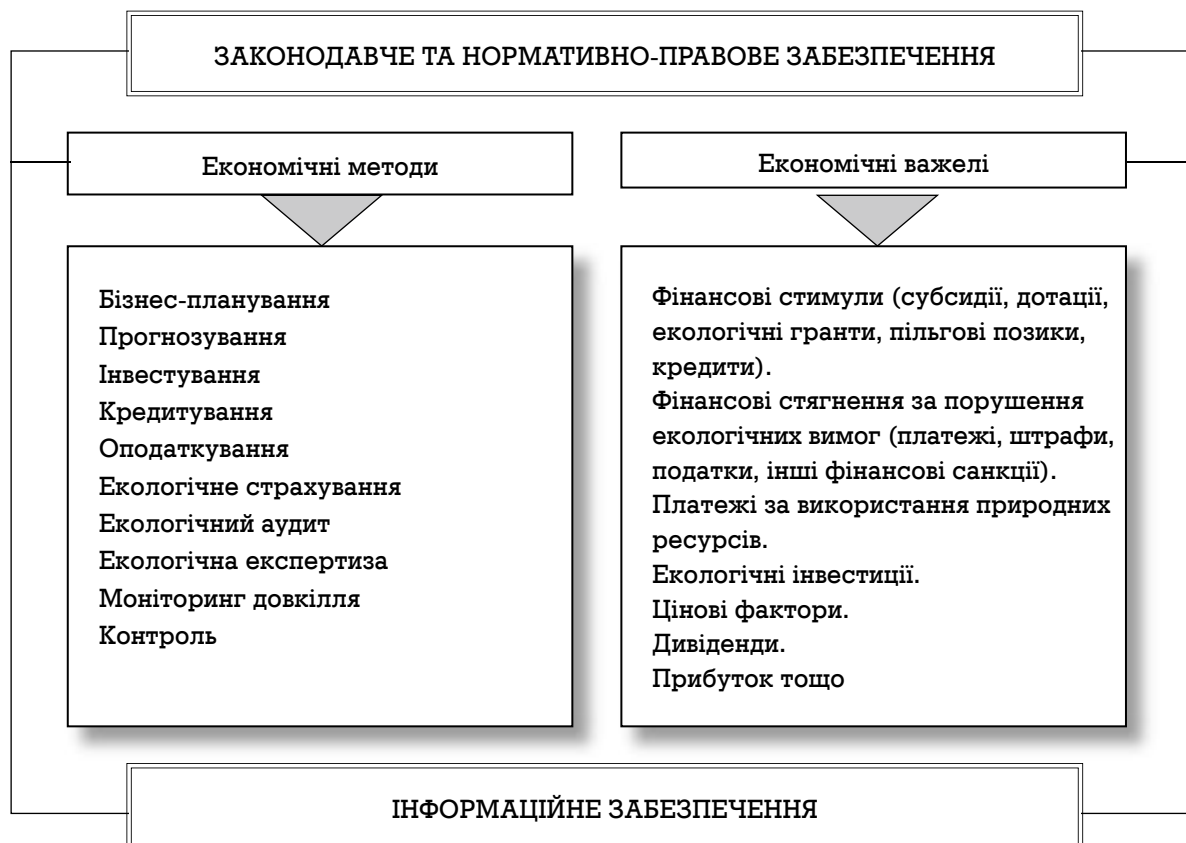 ЗАКОНОДАВЧЕ ТА НОРМАТИВНО-ПРАВОВЕ ЗАБЕЗПЕЧЕННЯ
Економічні методи
Бізнес-планування
Прогнозування
Інвестування
Кредитування
Оподаткування
Екологічне страхування
Екологічний аудит
Екологічна експертиза
Моніторинг довкілля
Контроль
Економічні важелі
Фінансові стимули (субсидії, дотації,
екологічні гранти, пільгові позики,
кредити).
Фінансові стягнення за порушення
екологічних вимог (платежі, штрафи,
податки, інші фінансові санкції).
Платежі за використання природних
ресурсів.
Екологічні інвестиції.
Цінові фактори.
Дивіденди.
Прибуток тощо
ІНФОРМАЦІЙНЕ ЗАБЕЗПЕЧЕННЯ